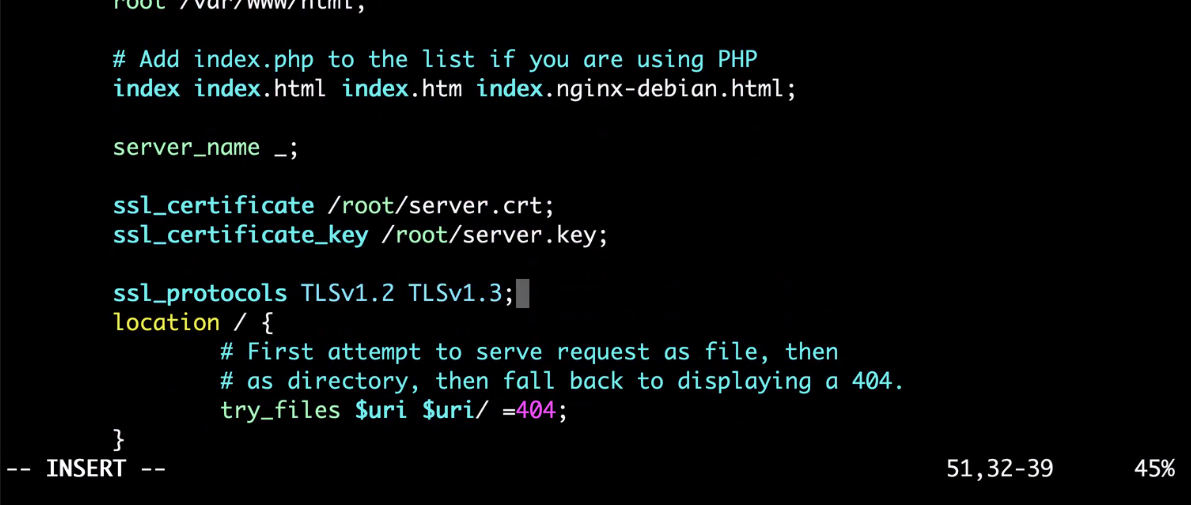 root /var/www/html;
# Add index.php to the list if you are using PHP
index index.html index.htm index.nginx-debian.html;
server_name _;
ssl_certificate /root/server.crt;
ssl_certificate_key /root/server.key;
ssl_protocols TLSv1.2 TLSv1.3;
location / {
# First attempt to serve request as file, then
# as directory, then fall back to displaying a 404.
try_files $uri $uri/ =404;
}
-- INSERT -- 51,32-39 45%